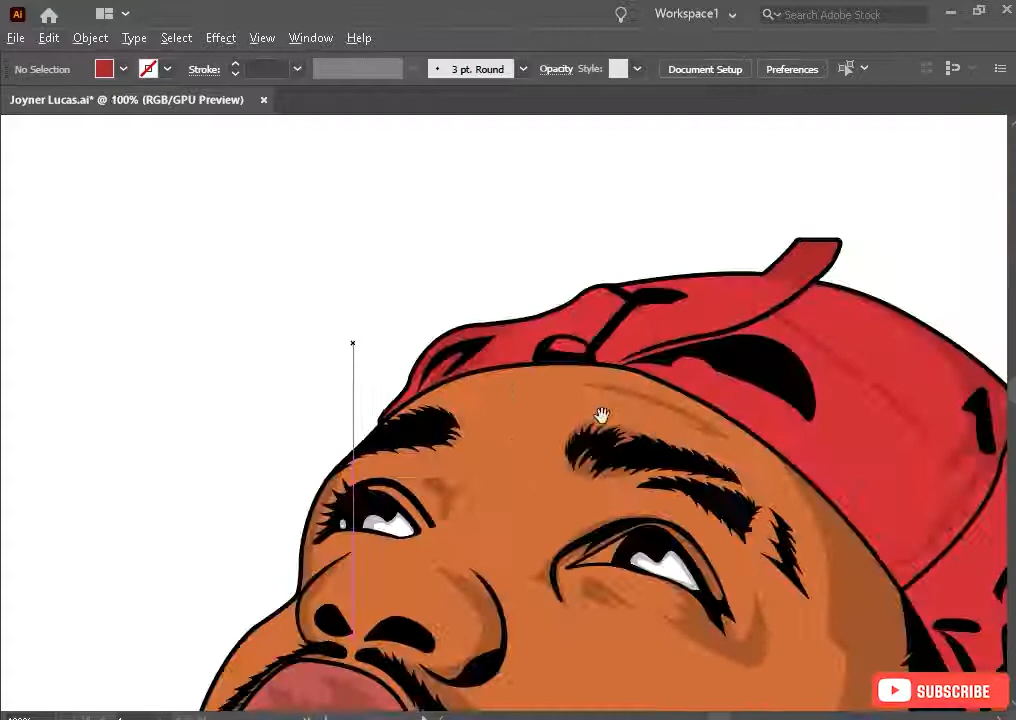 Ai
Workspace1
Search Adobe Stock
File Edit Object Type Select Effect View Window Help
No Selection Stroke: 3 pt. Round Opacity Style: Document Setup Preferences
Joyner Lucas.ai* @ 100% (RGB/GPU Preview) ×
SUBSCRIBE